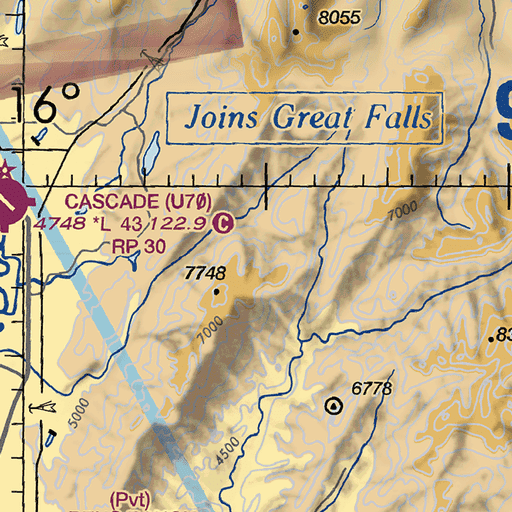 8055
16°
Joins Great Falls
CASCADE (U70)
4748 *L 43 122.9 C
RP 30
7000
7748
7000
6778
5000
4500
(Pvt)